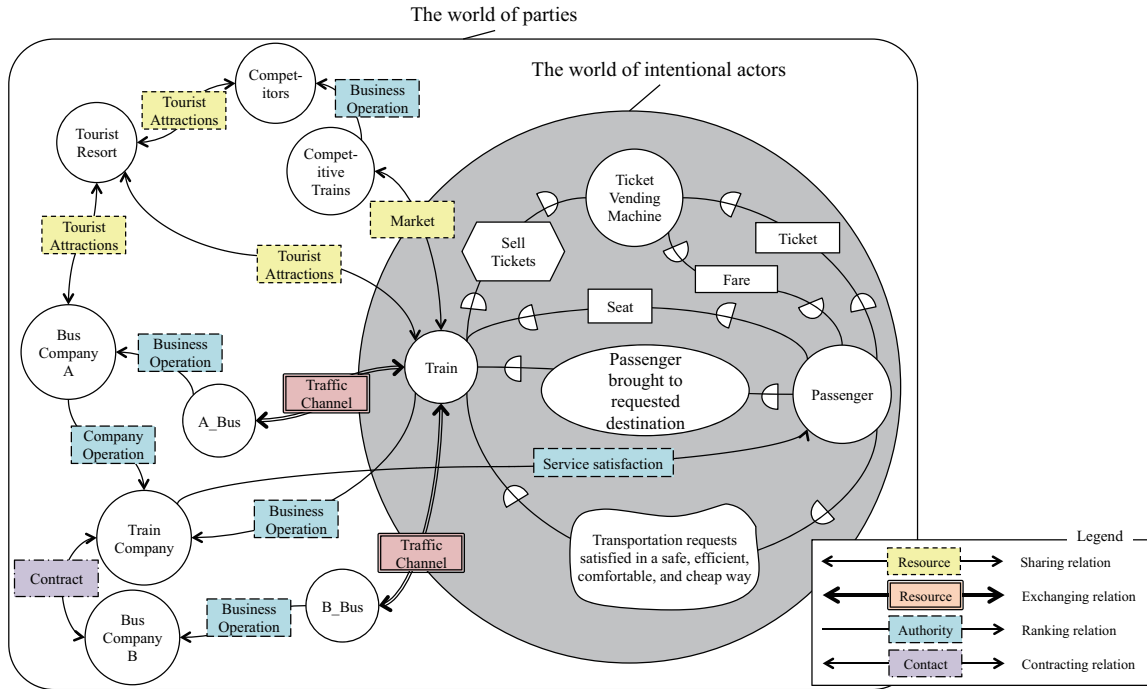 The world of parties
The world of intentional actors
Compet-
itors
Business
Operation
Tourist
Attractions
Tourist
Resort
Compet-
itive
Trains
Ticket
Vending
Machine
Market
Tourist
Attractions
Sell
Tickets
Ticket
Tourist
Attractions
Fare
Seat
Bus
Company
A
Business
Operation
Train
Passenger
brought to
requested
destination
Passenger
Traffic
Channel
A_Bus
Company
Operation
Service satisfaction
Train
Company
Business
Operation
Traffic
Channel
Transportation requests
satisfied in a safe, efficient,
comfortable, and cheap way
Contract
Business
Operation
B_Bus
Bus
Company
B
Legend
Resource
Sharing relation
Resource
Exchanging relation
Authority
Ranking relation
Contact
Contracting relation